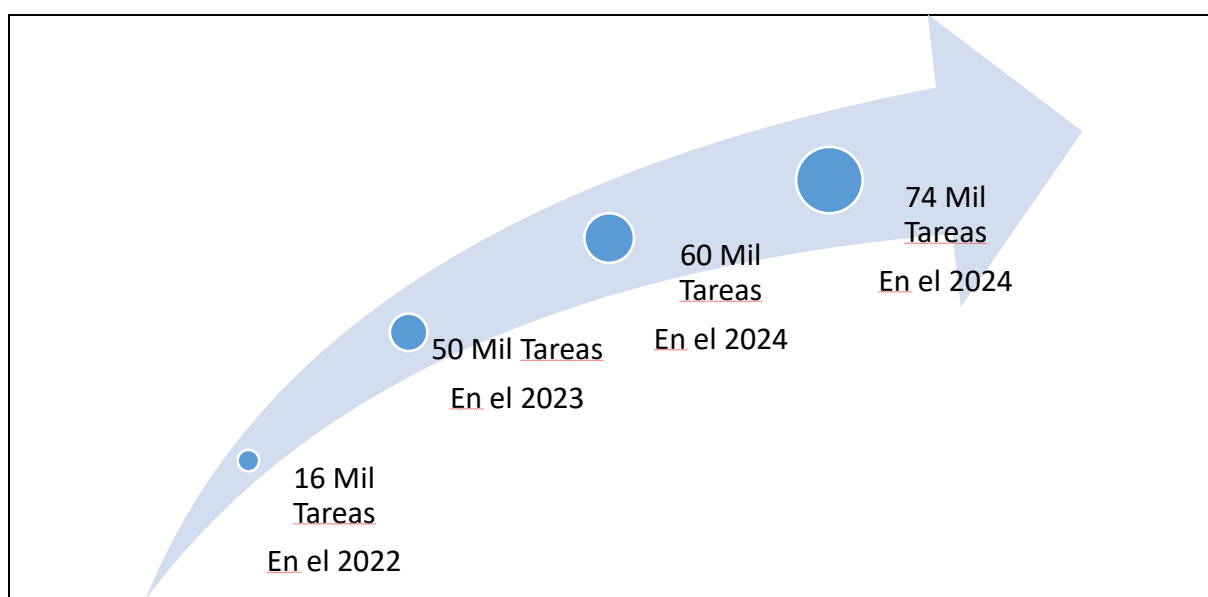 16 Mil
Tareas
En el 2022
50 Mil Tareas
En el 2023
60 Mil
Tareas
En el 2024
74 Mil
Tareas
En el 2024